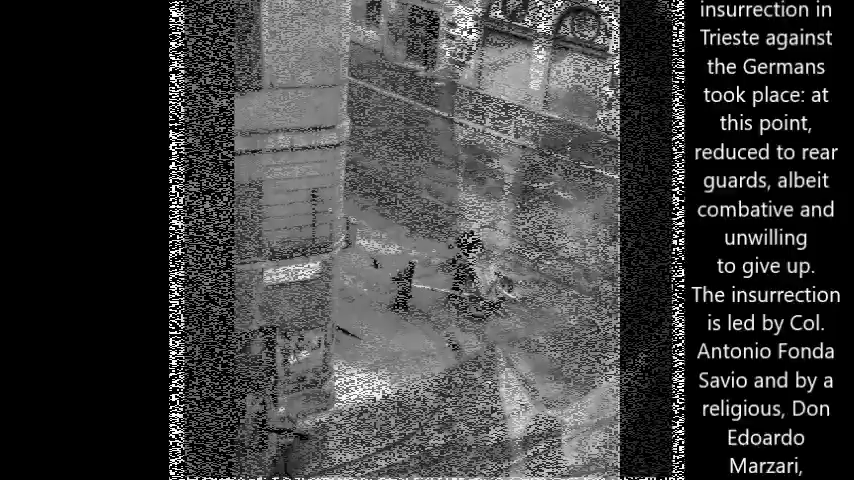 insurrection in
Trieste against
the Germans
took place: at
this point,
reduced to rear
guards, albeit
combative and
unwilling
to give up.
The insurrection
is led by Col.
Antonio Fonda
Savio and by a
religious, Don
Edoardo
Marzari,